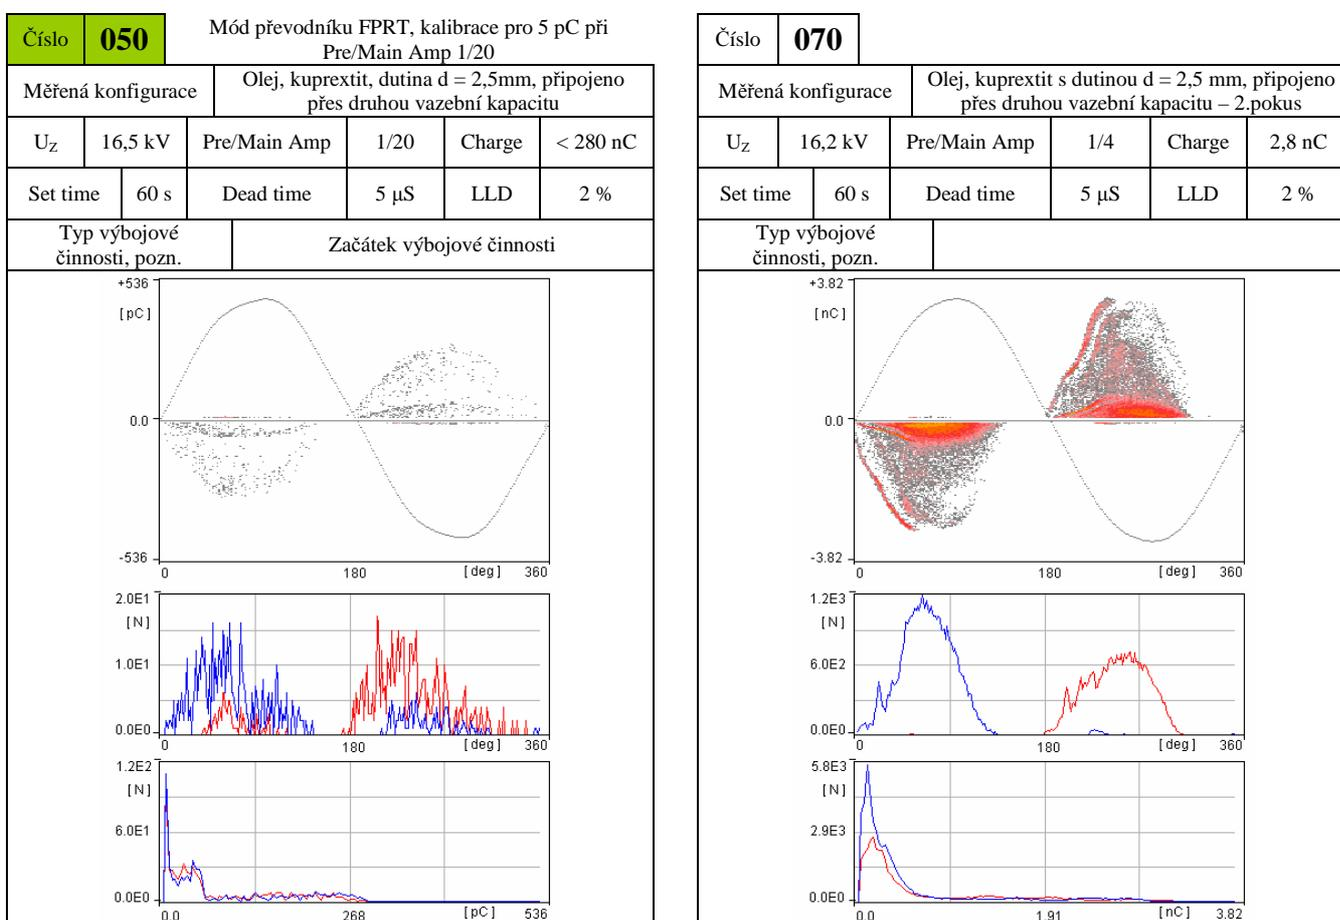 Číslo 050 Mód převodníku FPRT, kalibrace pro 5 pC při
Pre/Main Amp 1/20
Měřená konfigurace Olej, kuprextit, dutina d = 2,5mm, připojeno
přes druhou vazební kapacitu
UZ 16,5 kV Pre/Main Amp 1/20 Charge < 280 nC
Set time 60 s Dead time 5 μS LLD 2 %
Typ výbojové
činnosti, pozn.
Začátek výbojové činnosti
+536
[pC]
0.0
-536
0 180 [deg] 360
2.0E1
[N]
1.0E1
0.0E0
0 180 [deg] 360
1.2E2
[N]
6.0E1
0.0E0
0.0 268 [pC] 536
Číslo 070
Měřená konfigurace Olej, kuprextit s dutinou d = 2,5 mm, připojeno
přes druhou vazební kapacitu – 2.pokus
UZ 16,2 kV Pre/Main Amp 1/4 Charge 2,8 nC
Set time 60 s Dead time 5 μS LLD 2 %
Typ výbojové
činnosti, pozn.
+3.82
[nC]
0.0
-3.82
0 180 [deg] 360
1.2E3
[N]
6.0E2
0.0E0
0 180 [deg] 360
5.8E3
[N]
2.9E3
0.0E0
0.0 1.91 [nC] 3.82